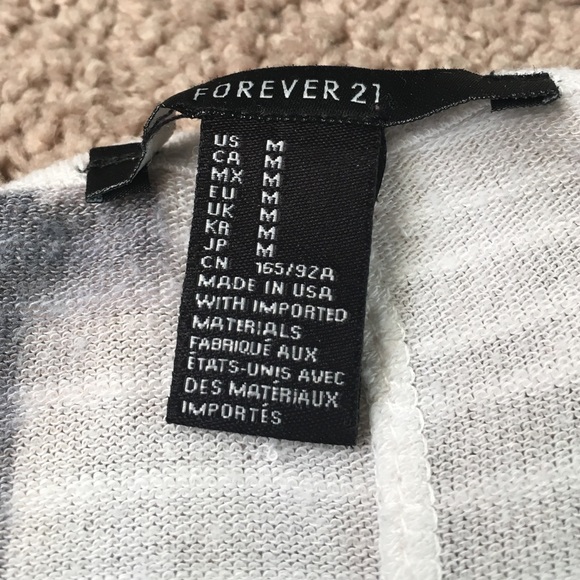 FOREVER 21
US M
CA M
MX M
EU M
UK M
KR M
JP M
CN 165/92A
MADE IN USA
WITH IMPORTED
MATERIALS
FABRIQUÉ AUX
ÉTATS-UNIS AVEC
DES MATÉRIAUX
IMPORTÉS